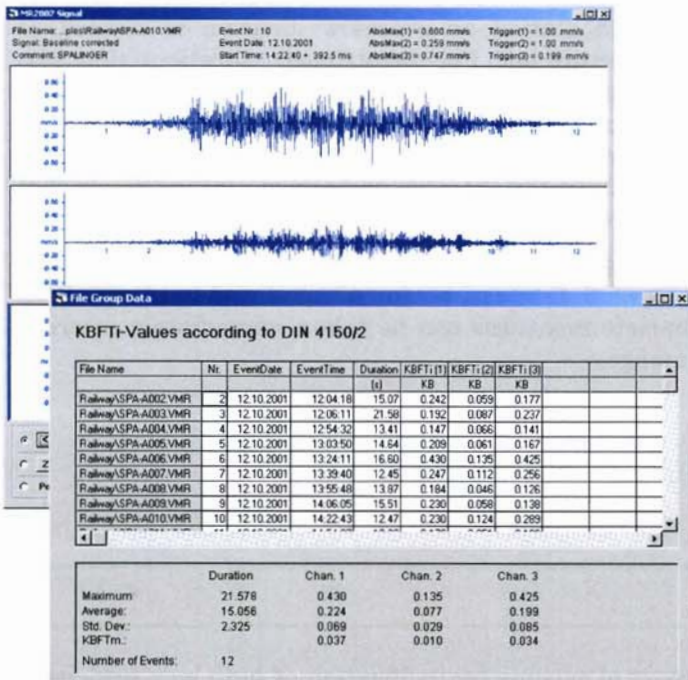 MR2002 Signal
File Name: ..ples\Railway\SPA-A010.VMR Event Nr.: 10 AbsMax(1) = 0.600 mm/s Trigger(1) = 1.00 mm/s
Signal: Baseline corrected Event Date: 12.10.2001 AbsMax(2) = 0.259 mm/s Trigger(2) = 1.00 mm/s
Comment: SPALINGER Start Time: 14:22:40 + 392.5 ms AbsMax(3) = 0.747 mm/s Trigger(3) = 0.199 mm/s
File Group Data
KBFTi-Values according to DIN 4150/2
File Name Nr. EventDate EventTime Duration KBFTi (1) KBFTi (2) KBFTi (3)
[s] KB KB KB
Railway\SPA-A002.VMR 2 12.10.2001 12:04:18 15.07 0.242 0.059 0.177
Railway\SPA-A003.VMR 3 12.10.2001 12:06:11 21.58 0.192 0.087 0.237
Railway\SPA-A004.VMR 4 12.10.2001 12:54:32 13.41 0.147 0.066 0.141
Railway\SPA-A005.VMR 5 12.10.2001 13:03:50 14.64 0.209 0.061 0.167
Railway\SPA-A006.VMR 6 12.10.2001 13:24:11 16.60 0.430 0.135 0.425
Railway\SPA-A007.VMR 7 12.10.2001 13:39:40 12.45 0.247 0.112 0.256
Railway\SPA-A008.VMR 8 12.10.2001 13:55:48 13.87 0.184 0.046 0.126
Railway\SPA-A009.VMR 9 12.10.2001 14:06:05 15.51 0.230 0.058 0.138
Railway\SPA-A010.VMR 10 12.10.2001 14:22:43 12.47 0.230 0.124 0.289
Duration Chan. 1 Chan. 2 Chan. 3
Maximum: 21.578 0.430 0.135 0.425
Average: 15.056 0.224 0.077 0.199
Std. Dev.: 2.325 0.069 0.029 0.085
KBFTm.: 0.037 0.010 0.034
Number of Events: 12